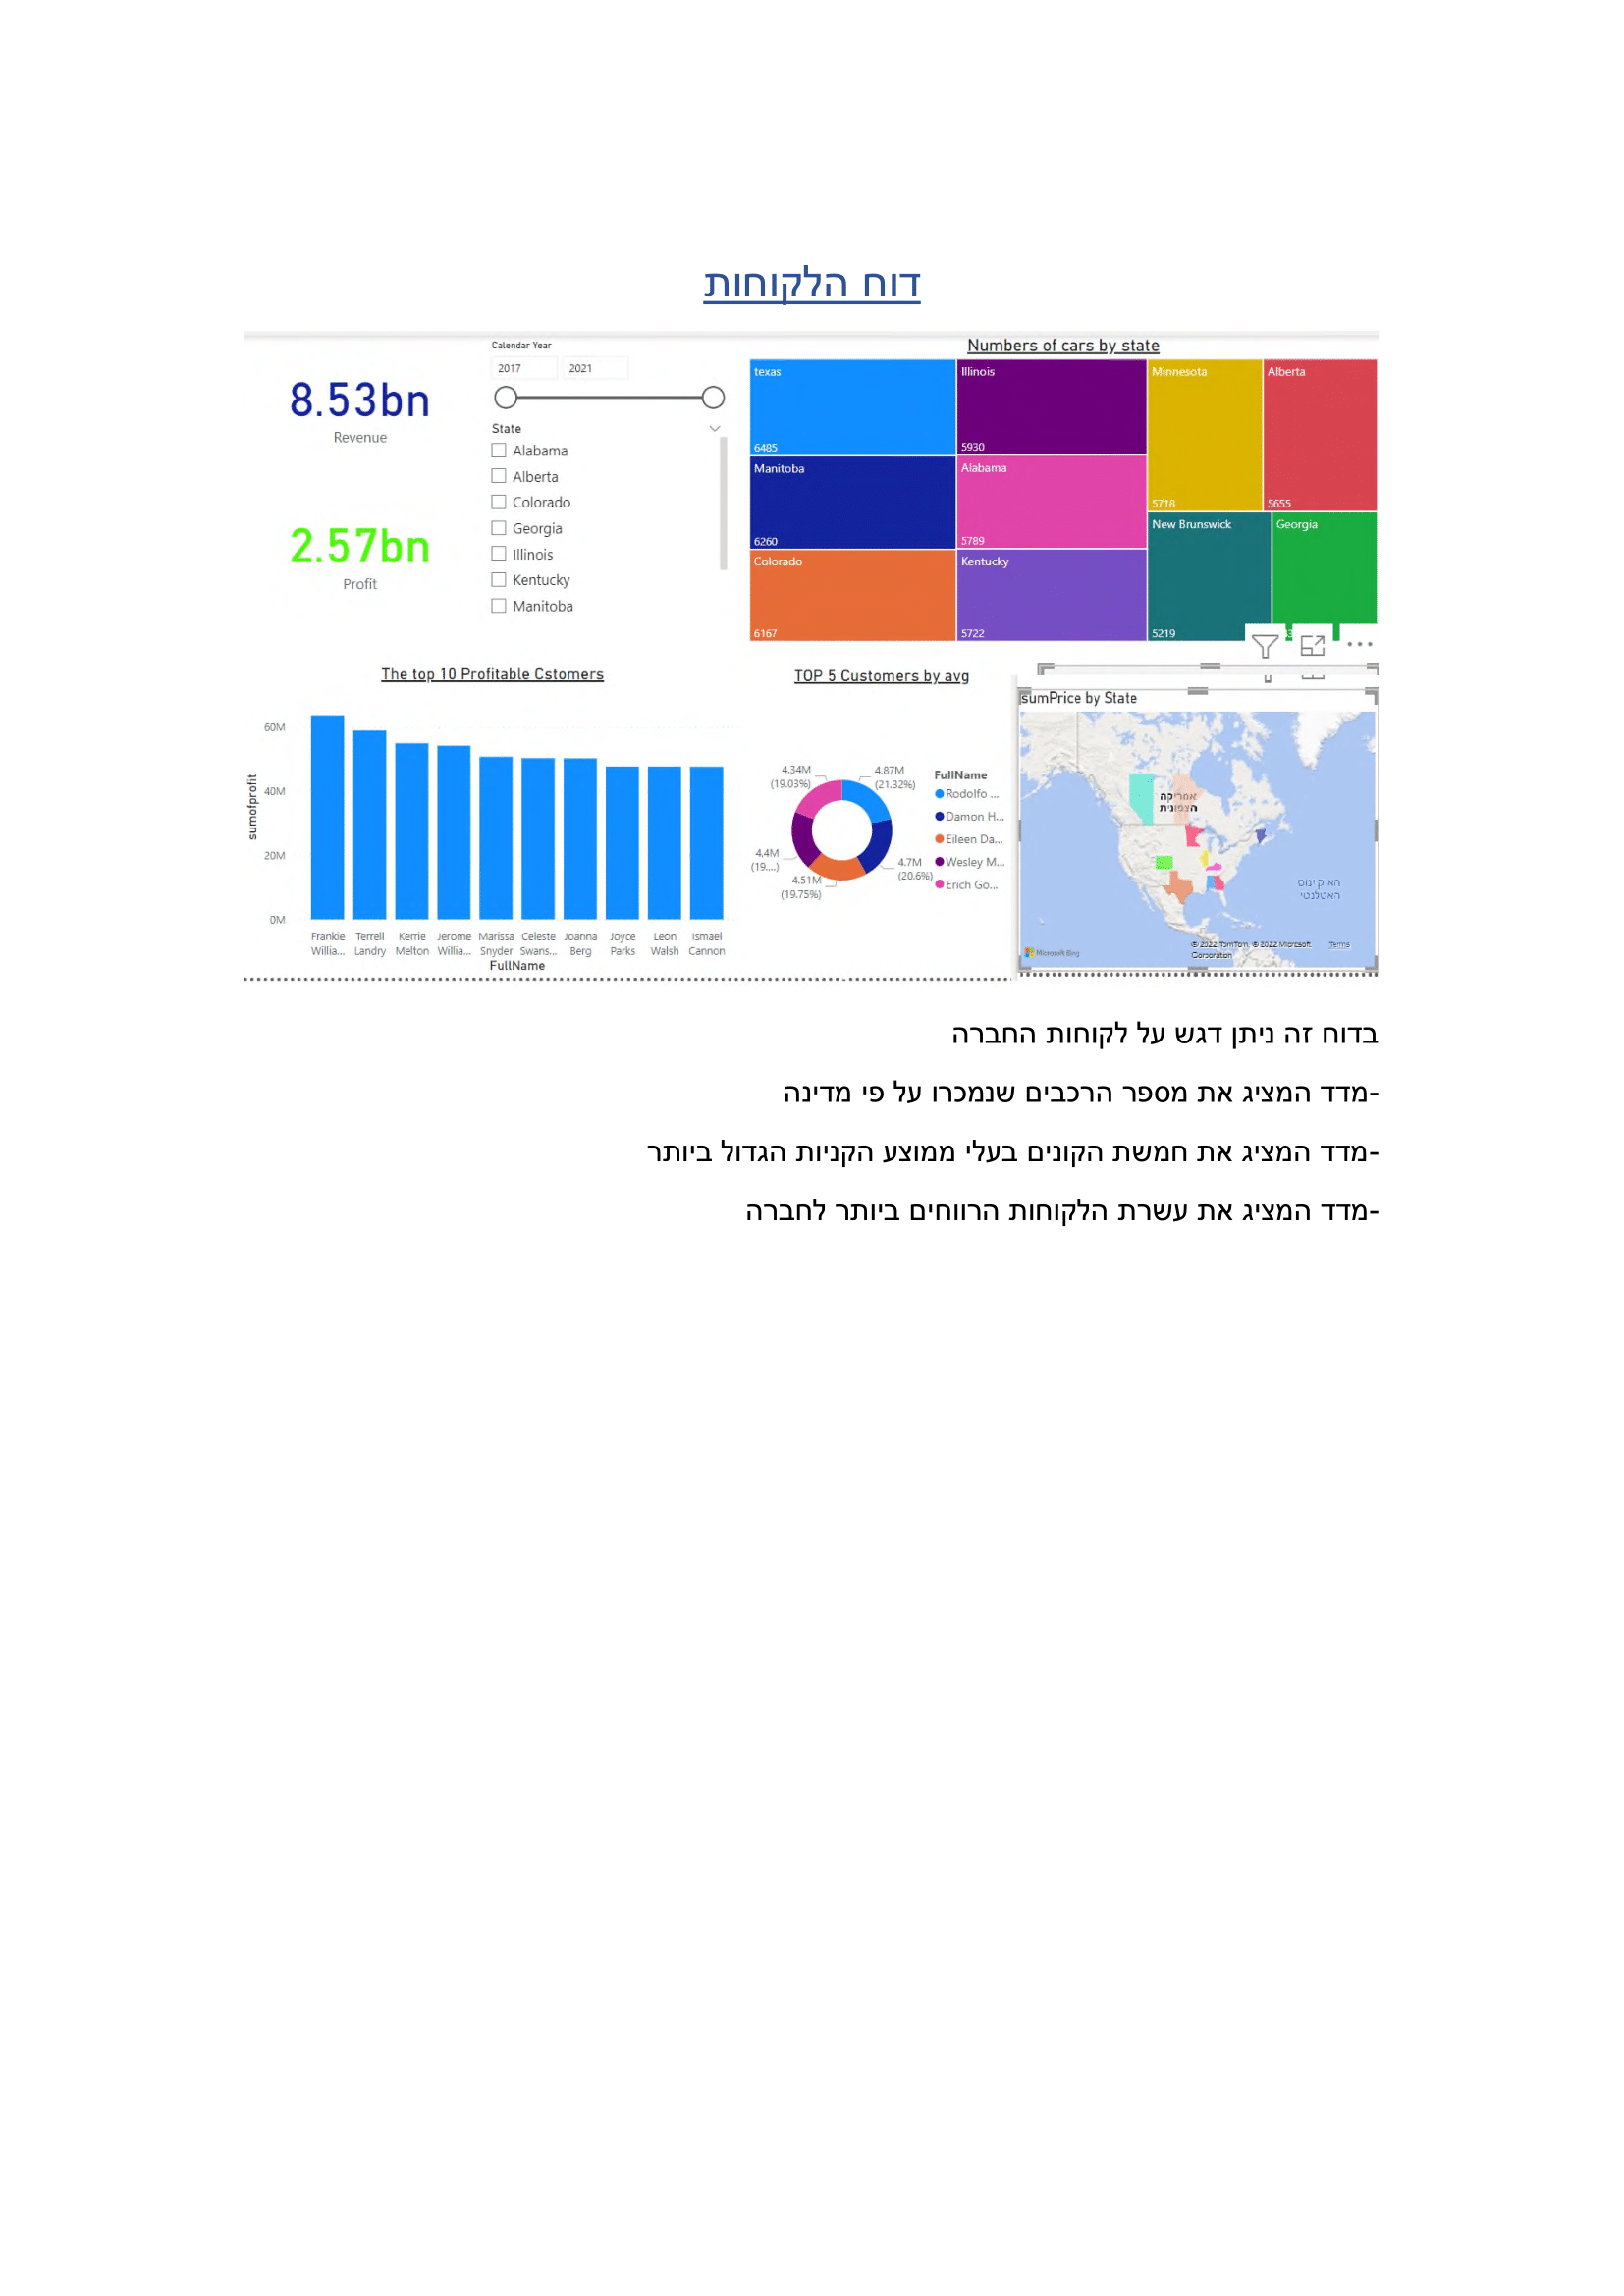 דוח הלקוחות
Calendar Year
2017 2021
8.53bn
Revenue
2.57bn
Profit
State
Alabama
Alberta
Colorado
Georgia
Illinois
Kentucky
Manitoba
Numbers of cars by state
texas
6485
Manitoba
6260
Colorado
6167
Illinois
5930
Alabama
5789
Kentucky
5722
Minnesota
5718
Alberta
5655
New Brunswick
5219
Georgia
The top 10 Profitable Cstomers
sumofprofit
60M
40M
20M
0M
Frankie Willia...
Terrell Landry
Kerrie Melton
Jerome Willia...
Marissa Snyder
Celeste Swans...
Joanna Berg
Joyce Parks
Leon Walsh
Ismael Cannon
FullName
TOP 5 Customers by avg
4.34M
(19.03%)
4.87M
(21.32%)
4.4M
(19....)
4.51M
(19.75%)
4.7M
(20.6%)
FullName
Rodolfo ...
Damon H...
Eileen Da...
Wesley M...
Erich Go...
sumPrice by State
אמריקה
הצפונית
האוקינוס
האטלנטי
Microsoft Bing
© 2022 TomTom, © 2022 Microsoft Corporation
Terms
בדוח זה ניתן דגש על לקוחות החברה
-מדד המציג את מספר הרכבים שנמכרו על פי מדינה
-מדד המציג את חמשת הקונים בעלי ממוצע הקניות הגדול ביותר
-מדד המציג את עשרת הלקוחות הרווחים ביותר לחברה